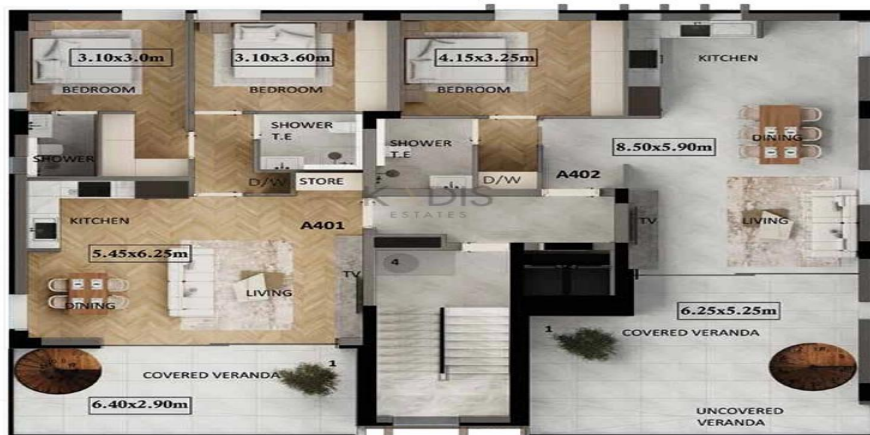 3.10x3.0m
BEDROOM
3.10x3.60m
BEDROOM
4.15x3.25m
BEDROOM
KITCHEN
DINING
8.50x5.90m
SHOWER
SHOWER
T.E
SHOWER
T.E
D/W
STORE
D/W
A402
ESTATES
KITCHEN
A401
5.45x6.25m
TV
LIVING
DINING
LIVING
TV
4
6.25x5.25m
1
COVERED VERANDA
COVERED VERANDA
1
6.40x2.90m
UNCOVERED
VERANDA